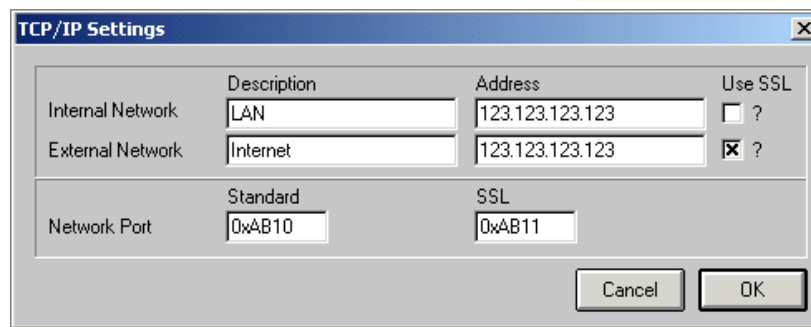 TCP/IP Settings
Description Address Use SSL
Internal Network LAN 123.123.123.123 ?
External Network Internet 123.123.123.123 ?
Standard SSL
Network Port 0xAB10 0xAB11
Cancel OK